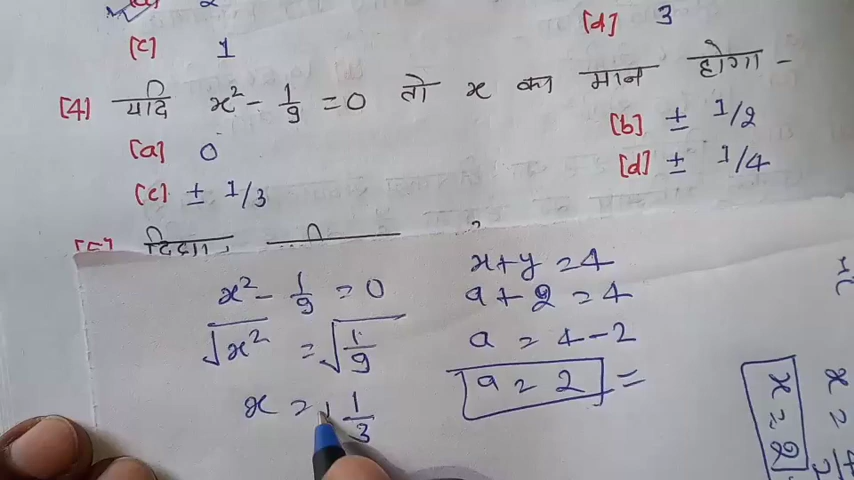 2
[c] 1
[d] 3
[4] यदि x² - 1/9 = 0 तो x का मान होगा -
[a] 0
[b] ± 1/2
[c] ± 1/3
[d] ± 1/4
x² - 1/9 = 0
√x² = √1/9
x = 1/3
x + y = 4
a + 2 = 4
a = 4 - 2
a = 2 =
x = 2